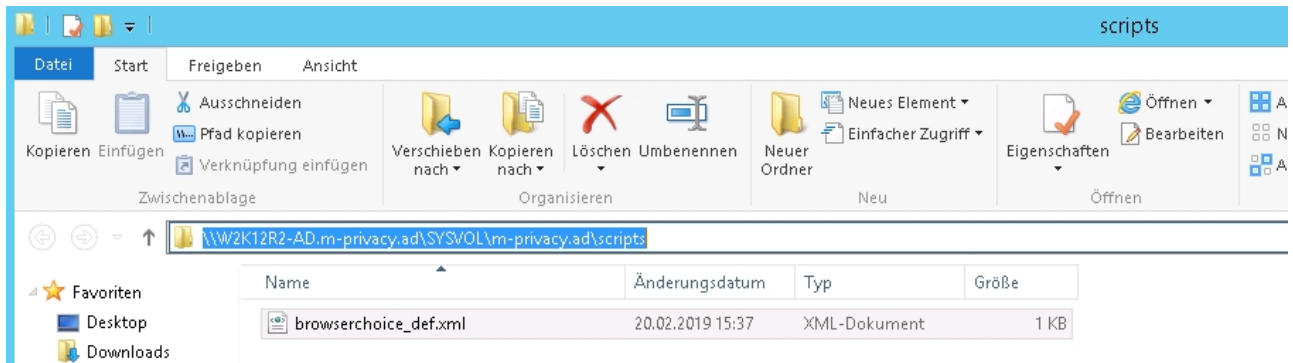 scripts
Datei Start Freigeben Ansicht
Kopieren
Einfügen
Ausschneiden
Pfad kopieren
Verknüpfung einfügen
Zwischenablage
Verschieben nach
Kopieren nach
Löschen
Umbenennen
Organisieren
Neuer Ordner
Neues Element
Einfacher Zugriff
Neu
Eigenschaften
Öffnen
Bearbeiten
Öffnen
A
N
A
\\W2K12R2-AD.m-privacy.ad\SYSVOL\m-privacy.ad\scripts
Favoriten
Desktop
Downloads
Name Änderungsdatum Typ Größe
browserchoice_def.xml 20.02.2019 15:37 XML-Dokument 1 KB